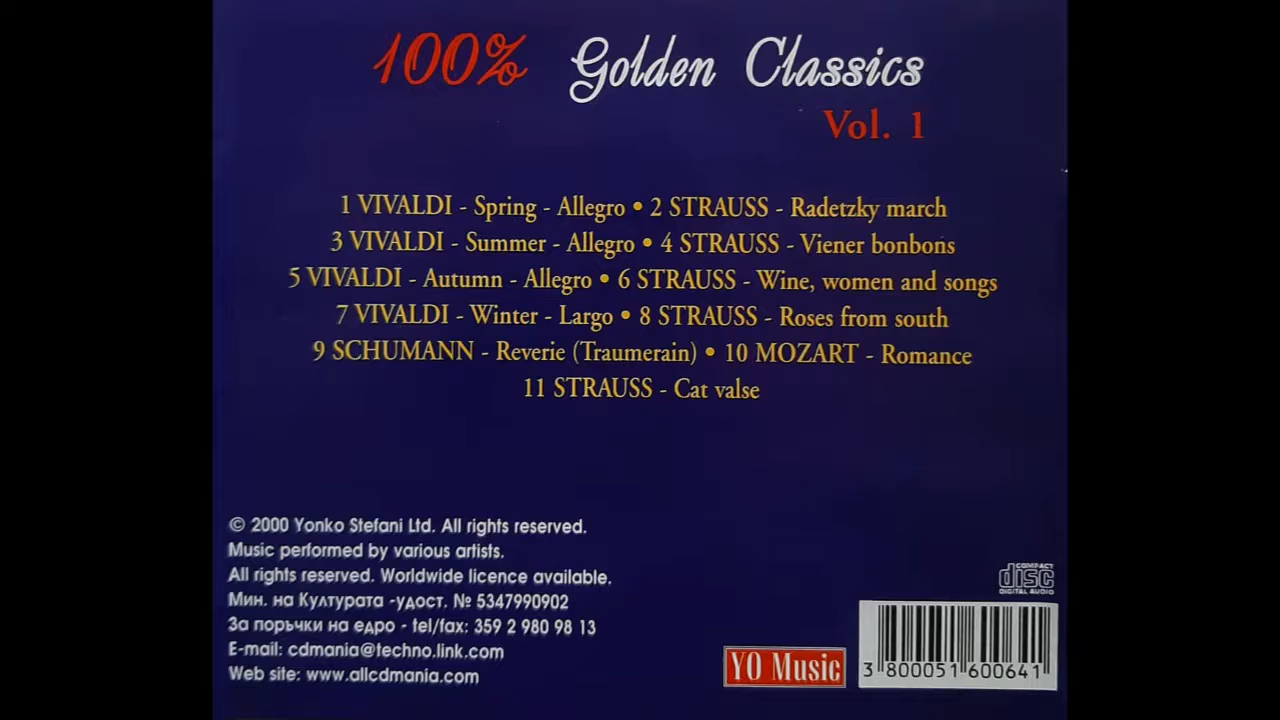 100% Golden Classics
Vol. 1
1 VIVALDI - Spring - Allegro • 2 STRAUSS - Radetzky march
3 VIVALDI - Summer - Allegro • 4 STRAUSS - Viener bonbons
5 VIVALDI - Autumn - Allegro • 6 STRAUSS - Wine, women and songs
7 VIVALDI - Winter - Largo • 8 STRAUSS - Roses from south
9 SCHUMANN - Reverie (Traumerain) • 10 MOZART - Romance
11 STRAUSS - Cat valse
© 2000 Yonko Stefani Ltd. All rights reserved.
Music performed by various artists.
All rights reserved. Worldwide licence available.
Мин. на Културата -удост. № 5347990902
За поръчки на едро - tel/fax: 359 2 980 98 13
E-mail: cdmania@techno.link.com
Web site: www.allcdmania.com
COMPACT
disc
DIGITAL AUDIO
YO Music
3 800051 600641